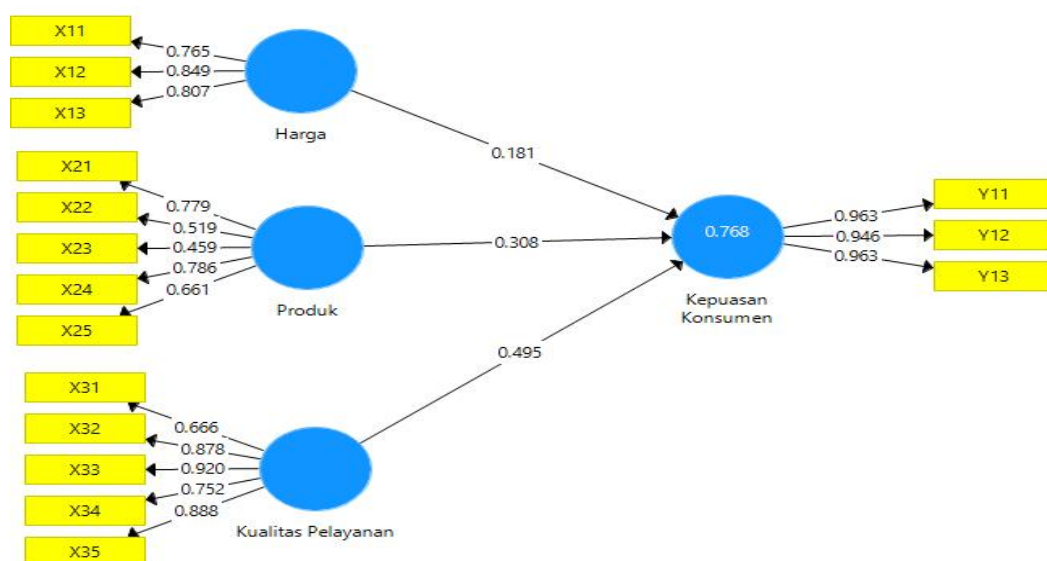 X11
0.765
X12
0.849
X13
0.807
Harga
0.181
X21
0.779
X22
0.519
X23
0.459
X24
0.786
X25
0.661
Produk
0.308
X31
0.666
X32
0.878
X33
0.920
X34
0.752
X35
0.888
Kualitas Pelayanan
0.495
0.768
Kepuasan
Konsumen
0.963
Y11
0.946
Y12
0.963
Y13